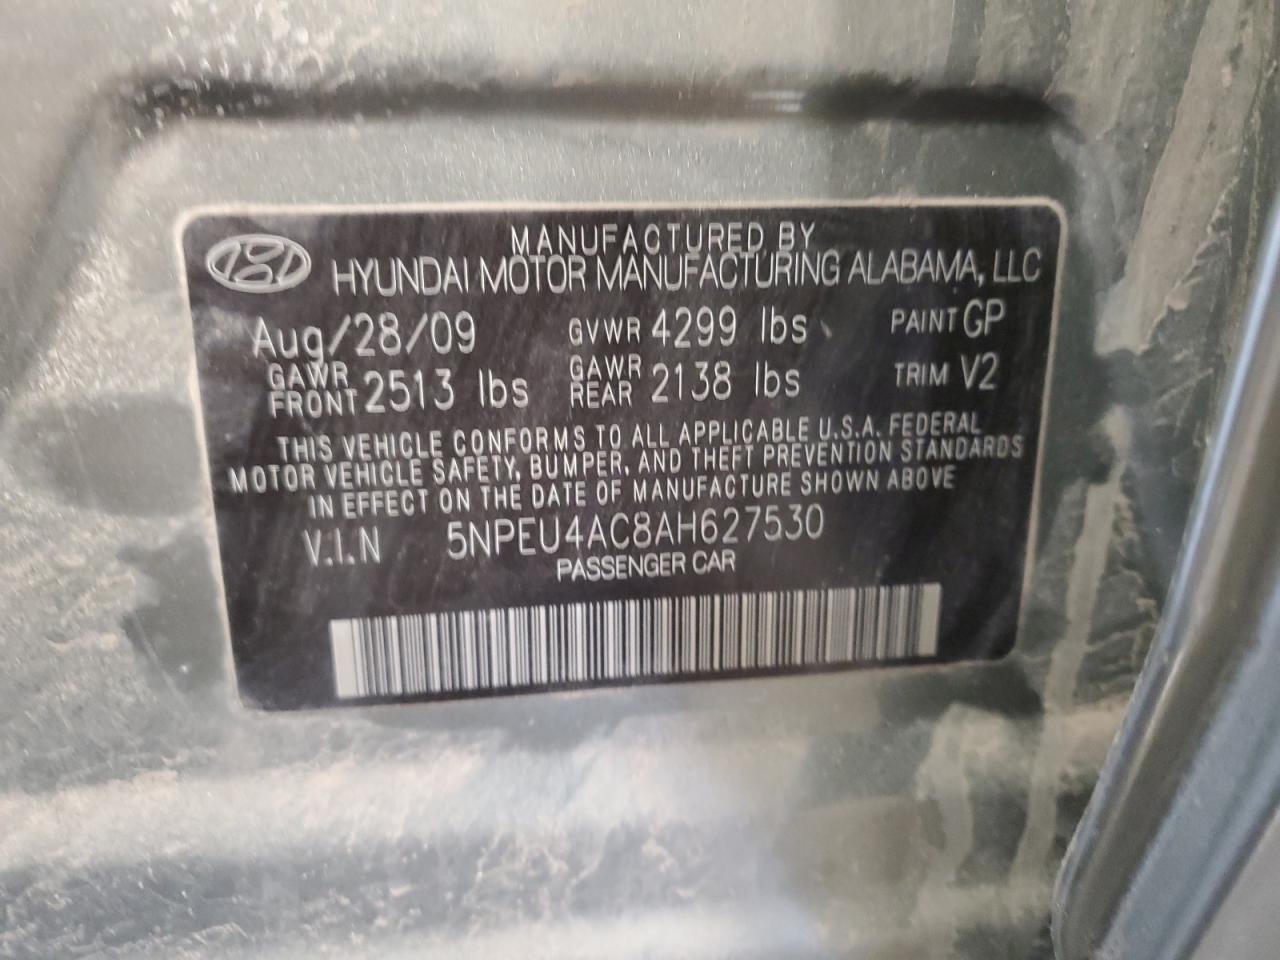 MANUFACTURED BY
HYUNDAI MOTOR MANUFACTURING ALABAMA, LLC
Aug/28/09 GVWR 4299 lbs PAINT GP
GAWR FRONT 2513 lbs GAWR REAR 2138 lbs TRIM V2
THIS VEHICLE CONFORMS TO ALL APPLICABLE U.S.A. FEDERAL
MOTOR VEHICLE SAFETY, BUMPER, AND THEFT PREVENTION STANDARDS
IN EFFECT ON THE DATE OF MANUFACTURE SHOWN ABOVE
V.I.N 5NPEU4AC8AH627530
PASSENGER CAR